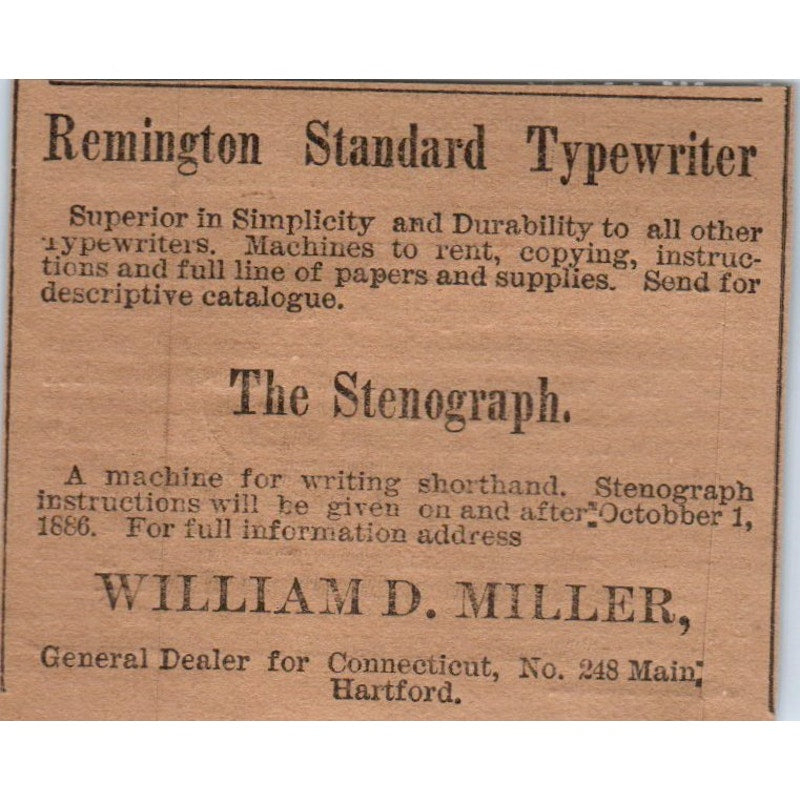 Remington Standard Typewriter
Superior in Simplicity and Durability to all other
Typewriters. Machines to rent, copying, instruc-
tions and full line of papers and supplies. Send for
descriptive catalogue.
The Stenograph.
A machine for writing shorthand. Stenograph
instructions will be given on and after Octobber 1,
1886. For full information address
WILLIAM D. MILLER,
General Dealer for Connecticut, No. 248 Main,
Hartford.